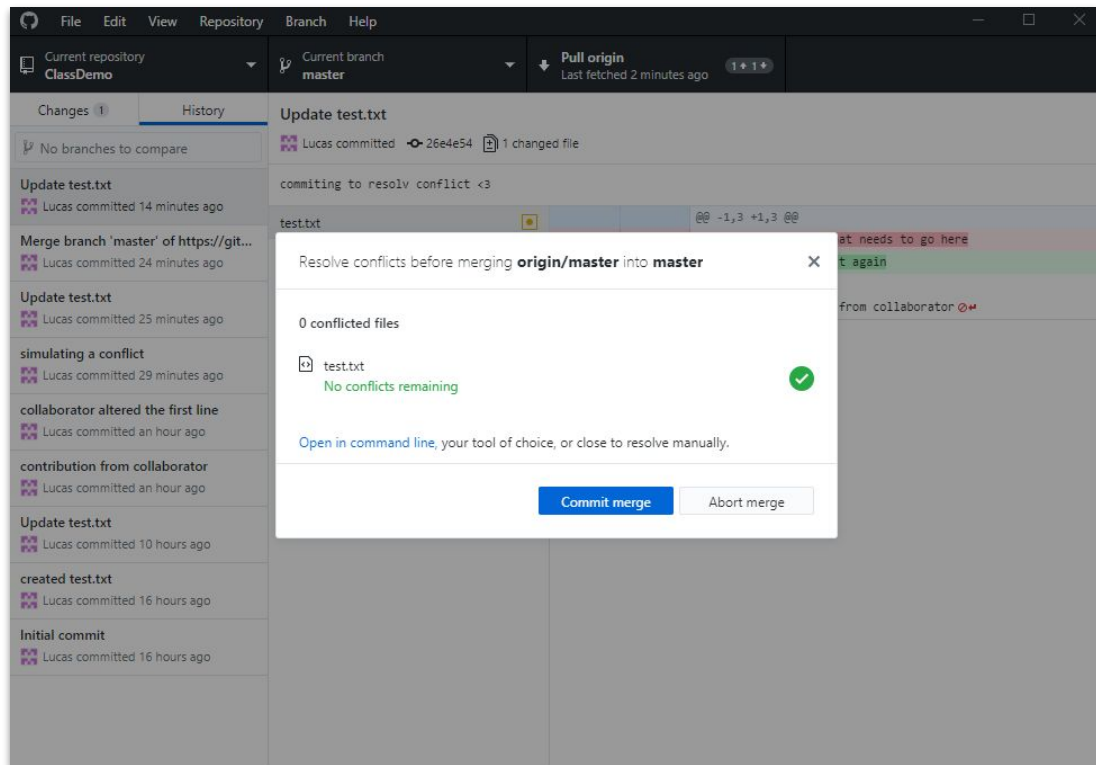 File Edit View Repository Branch Help
Current repository
ClassDemo
Current branch
master
Pull origin
Last fetched 2 minutes ago
1 1
Changes 1 History
No branches to compare
Update test.txt
Lucas committed 14 minutes ago
Merge branch 'master' of https://git...
Lucas committed 24 minutes ago
Update test.txt
Lucas committed 25 minutes ago
simulating a conflict
Lucas committed 29 minutes ago
collaborator altered the first line
Lucas committed an hour ago
contribution from collaborator
Lucas committed an hour ago
Update test.txt
Lucas committed 10 hours ago
created test.txt
Lucas committed 16 hours ago
Initial commit
Lucas committed 16 hours ago
Update test.txt
Lucas committed 26e4e54 1 changed file
commiting to resolv conflict <3
test.txt
@@ -1,3 +1,3 @@
at needs to go here
t again
from collaborator
Resolve conflicts before merging origin/master into master
0 conflicted files
test.txt
No conflicts remaining
Open in command line, your tool of choice, or close to resolve manually.
Commit merge Abort merge